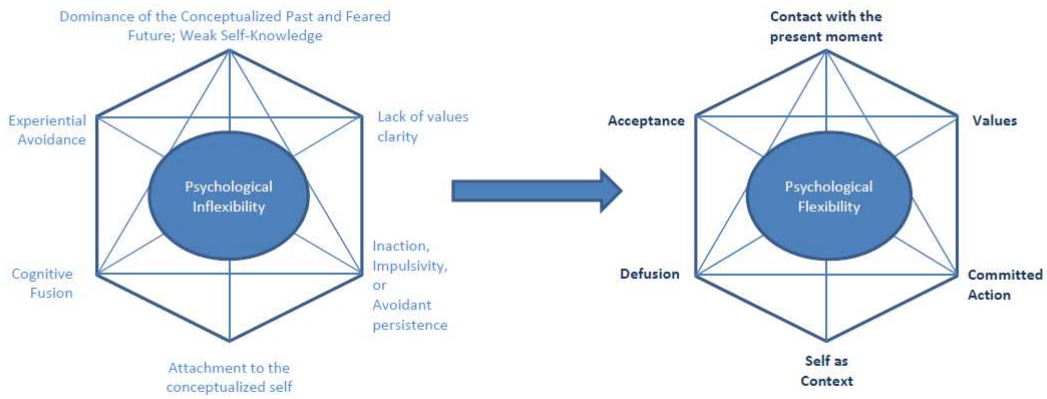 Dominance of the Conceptualized Past and Feared
Future; Weak Self-Knowledge
Experiential
Avoidance
Lack of values
clarity
Psychological
Inflexibility
Cognitive
Fusion
Inaction,
Impulsivity,
or
Avoidant
persistence
Attachment to the
conceptualized self
Contact with the
present moment
Acceptance
Values
Psychological
Flexibility
Defusion
Committed
Action
Self as
Context